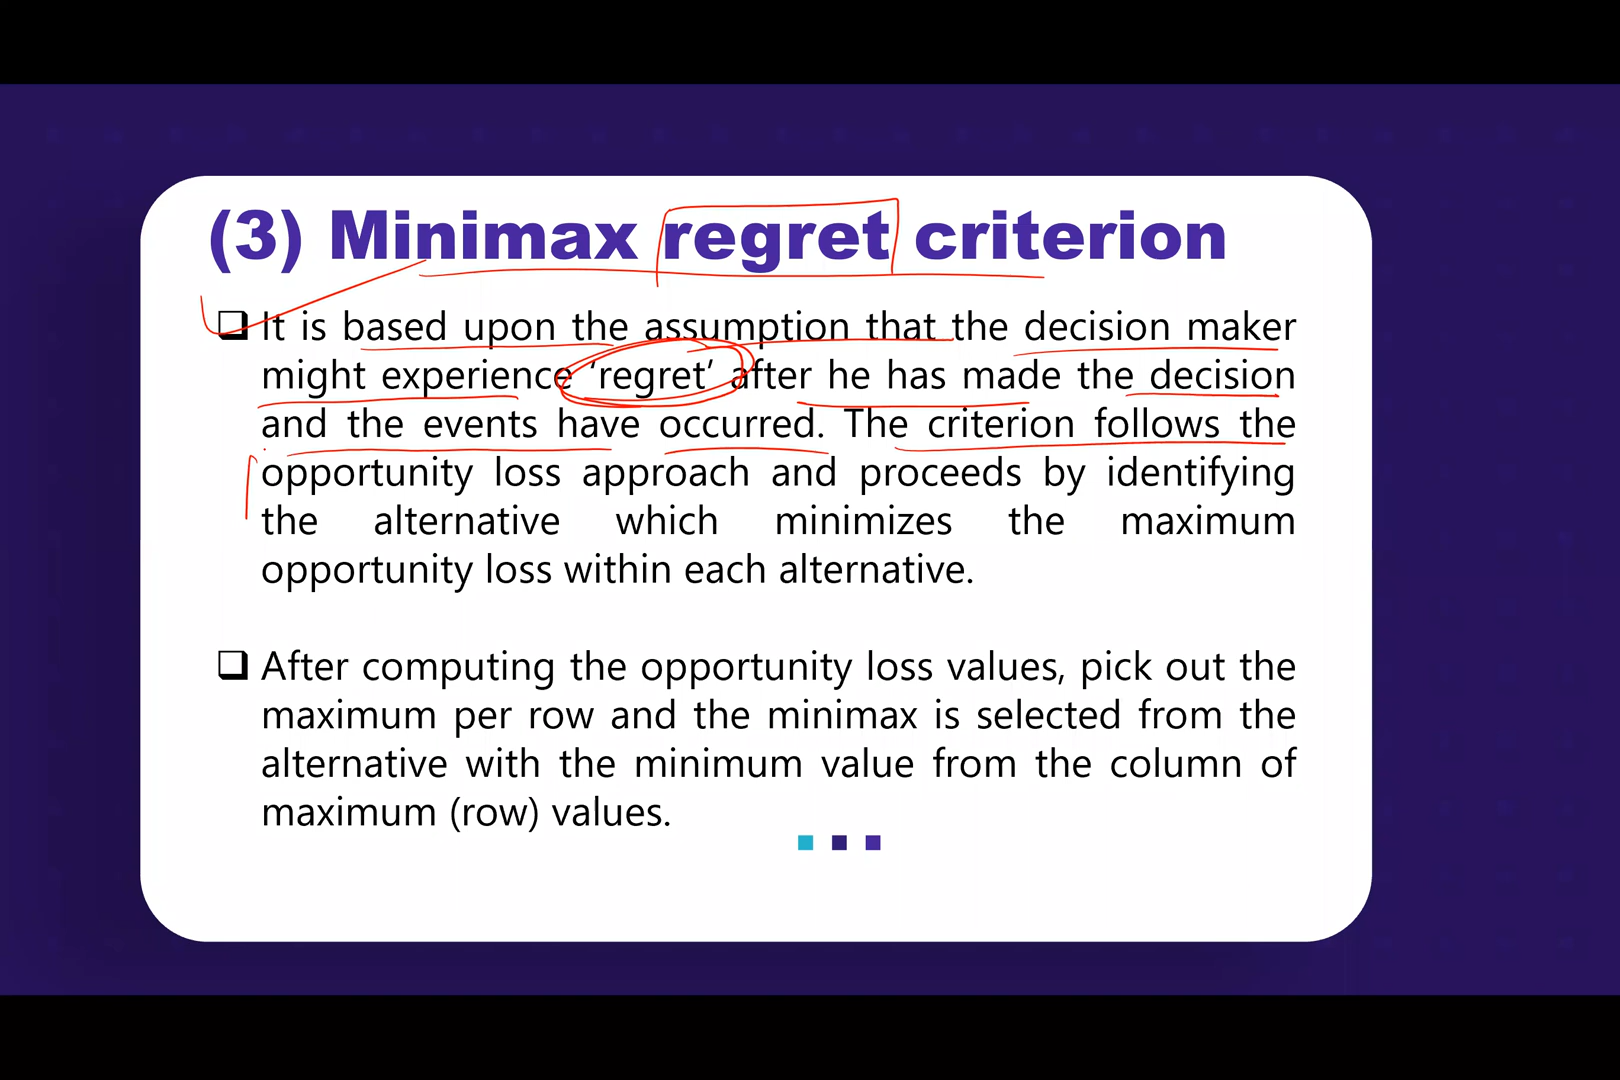 (3) Minimax regret criterion
It is based upon the assumption that the decision maker
might experience ‘regret’ after he has made the decision
and the events have occurred. The criterion follows the
opportunity loss approach and proceeds by identifying
the alternative which minimizes the maximum
opportunity loss within each alternative.
After computing the opportunity loss values, pick out the
maximum per row and the minimax is selected from the
alternative with the minimum value from the column of
maximum (row) values.